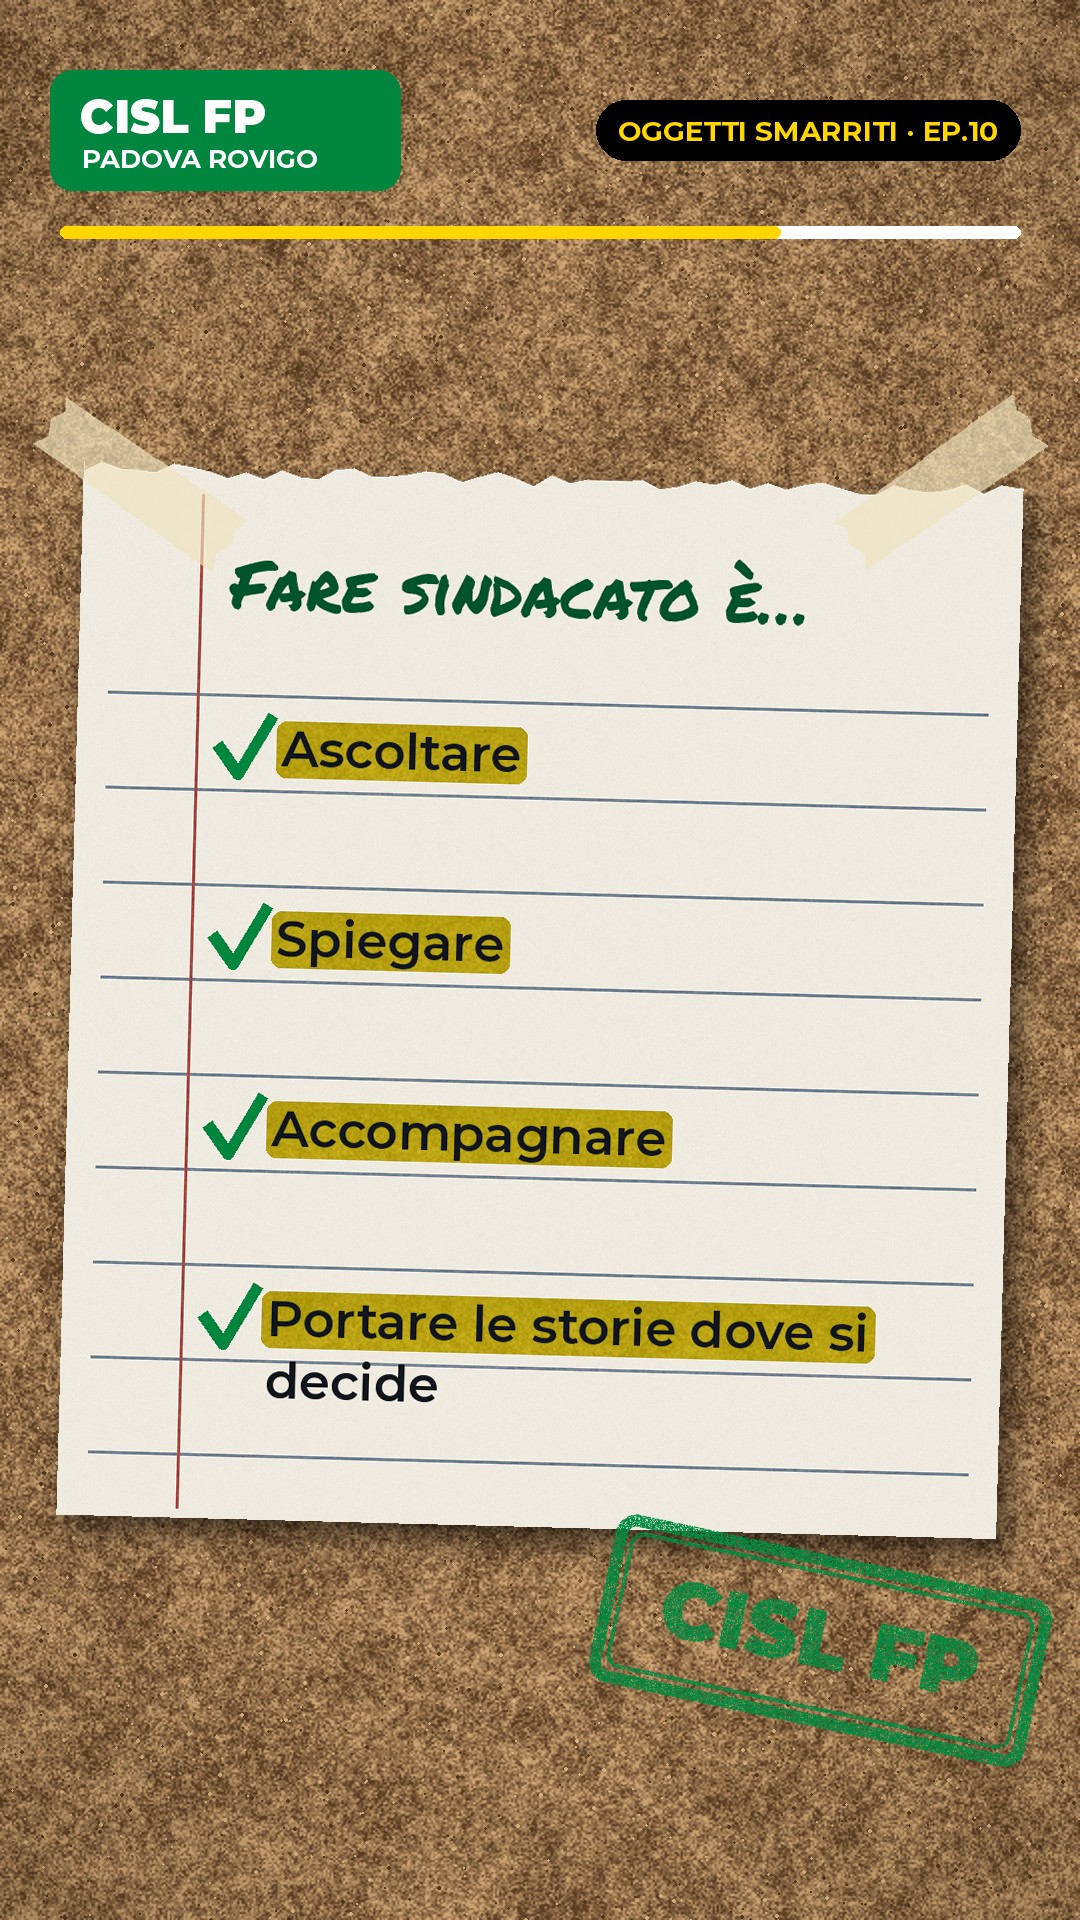 CISL FP
PADOVA ROVIGO
OGGETTI SMARRITI · EP.10
FARE SINDACATO È...
Ascoltare
Spiegare
Accompagnare
Portare le storie dove si
decide
CISL FP